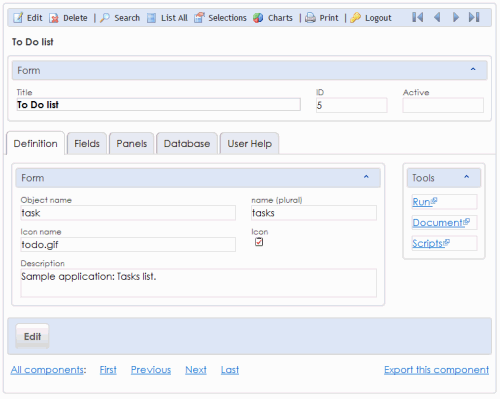 Edit Delete | Search List All Selections Charts | Print | Logout
To Do list
Form
Title ID Active
To Do list 5
Definition Fields Panels Database User Help
Form Tools
Object name name (plural)
task tasks Run
Icon name Icon Document
todo.gif Scripts
Description
Sample application: Tasks list.
Edit
All components: First Previous Next Last Export this component